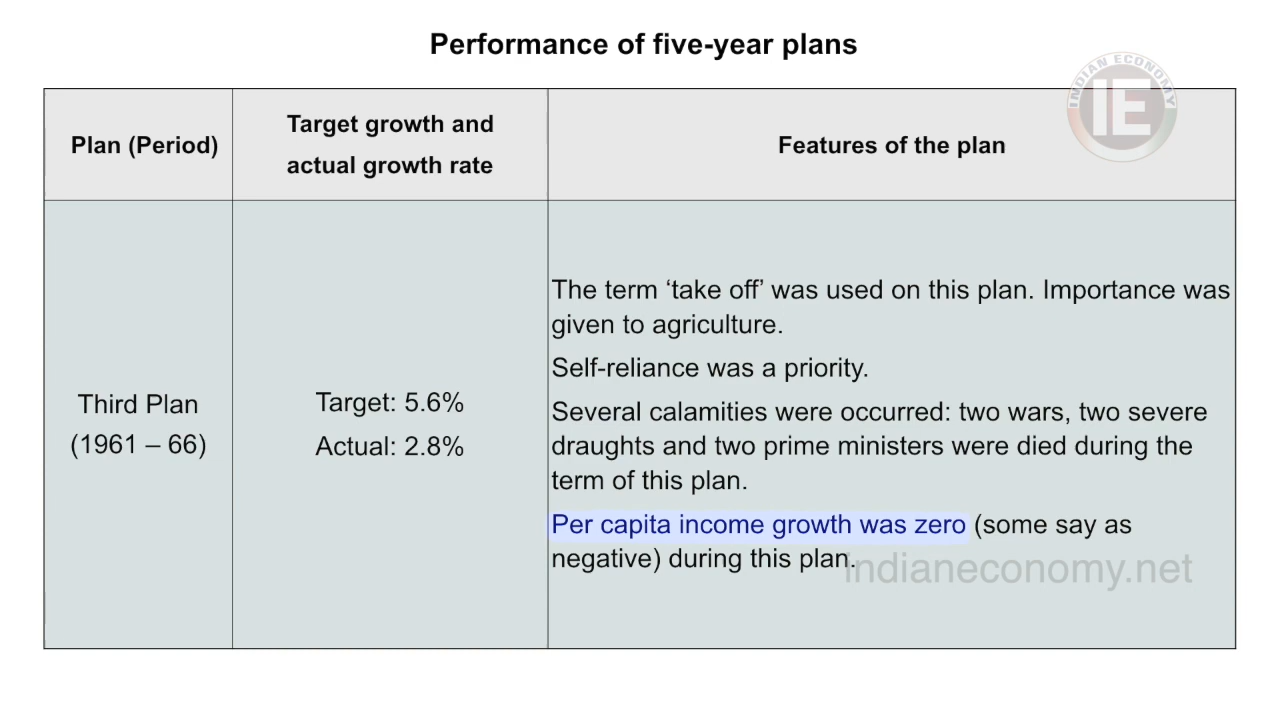 Performance of five-year plans
INDIAN ECONOMY
IE
Plan (Period)
Target growth and
actual growth rate
Features of the plan
Third Plan
(1961 – 66)
Target: 5.6%
Actual: 2.8%
The term ‘take off’ was used on this plan. Importance was
given to agriculture.
Self-reliance was a priority.
Several calamities were occurred: two wars, two severe
draughts and two prime ministers were died during the
term of this plan.
Per capita income growth was zero (some say as
negative) during this plan.
indianeconomy.net